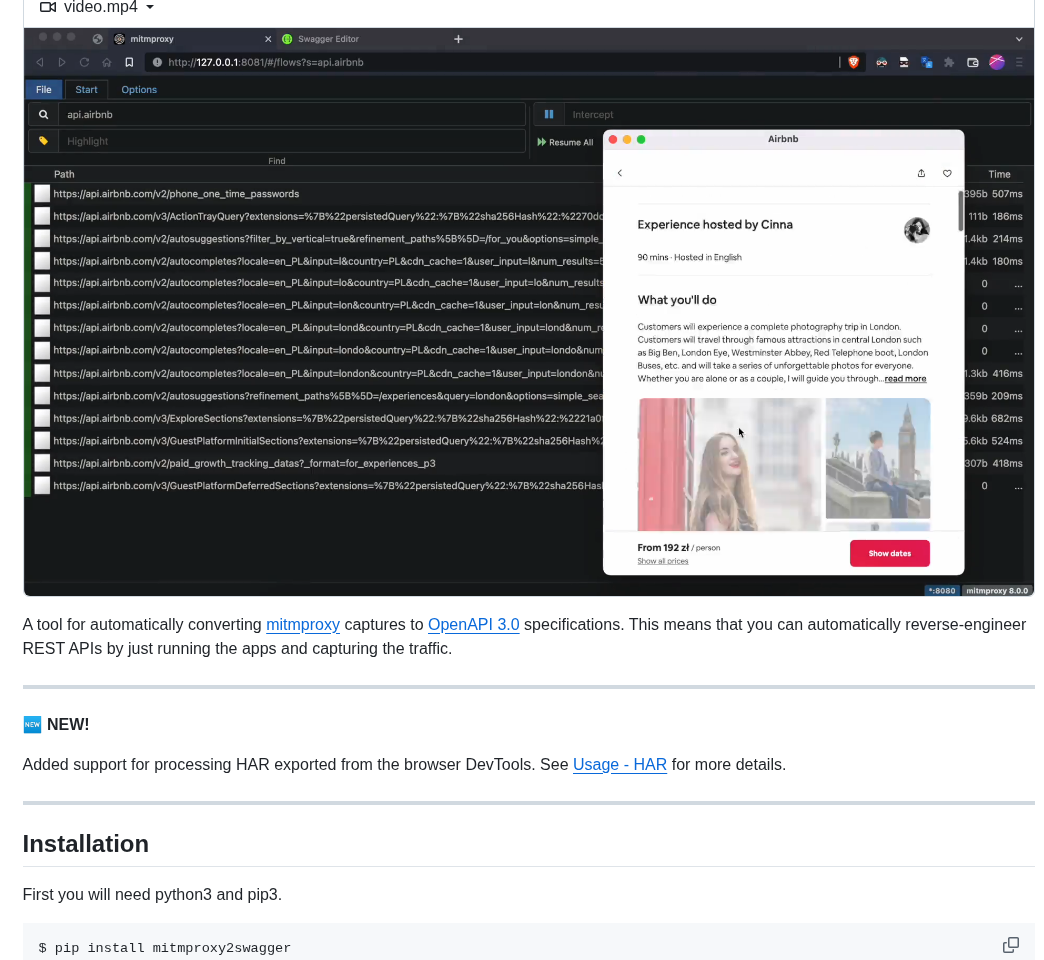 video.mp4
mitmproxy
Swagger Editor
http://127.0.0.1:8081/#/flows?s=api.airbnb
File Start Options
api.airbnb
Intercept
Highlight
Resume All
Find
Path
Time
https://api.airbnb.com/v2/phone_one_time_passwords
395b 507ms
https://api.airbnb.com/v3/ActionTrayQuery?extensions=%7B%22persistedQuery%22:%7B%22sha256Hash%22:%2270dc
111b 186ms
https://api.airbnb.com/v2/autosuggestions?filter_by_vertical=true&refinement_paths%5B%5D=/for_you&options=simple_
1.4kb 214ms
https://api.airbnb.com/v2/autocompletes?locale=en_PL&input=l&country=PL&cdn_cache=1&user_input=l&num_results=5
1.4kb 180ms
https://api.airbnb.com/v2/autocompletes?locale=en_PL&input=lo&country=PL&cdn_cache=1&user_input=lo&num_results
0 ...
https://api.airbnb.com/v2/autocompletes?locale=en_PL&input=lon&country=PL&cdn_cache=1&user_input=lon&num_resu
0 ...
https://api.airbnb.com/v2/autocompletes?locale=en_PL&input=lond&country=PL&cdn_cache=1&user_input=lond&num_re
0 ...
https://api.airbnb.com/v2/autocompletes?locale=en_PL&input=londo&country=PL&cdn_cache=1&user_input=londo&num
0 ...
https://api.airbnb.com/v2/autocompletes?locale=en_PL&input=london&country=PL&cdn_cache=1&user_input=london&nu
1.3kb 416ms
https://api.airbnb.com/v2/autosuggestions?refinement_paths%5B%5D=/experiences&query=london&options=simple_sea
359b 209ms
https://api.airbnb.com/v3/ExploreSections?extensions=%7B%22persistedQuery%22:%7B%22sha256Hash%22:%2221a0f
9.6kb 682ms
https://api.airbnb.com/v3/GuestPlatformInitialSections?extensions=%7B%22persistedQuery%22:%7B%22sha256Hash%2
5.6kb 524ms
https://api.airbnb.com/v2/paid_growth_tracking_datas?_format=for_experiences_p3
307b 418ms
https://api.airbnb.com/v3/GuestPlatformDeferredSections?extensions=%7B%22persistedQuery%22:%7B%22sha256Has
0 ...
Airbnb
Experience hosted by Cinna
90 mins · Hosted in English
What you'll do
Customers will experience a complete photography trip in London.
Customers will travel through famous attractions in central London such
as Big Ben, London Eye, Westminster Abbey, Red Telephone boot, London
Buses, etc. and will take a series of unforgettable photos for everyone.
Whether you are alone or as a couple, I will guide you through...read more
From 192 zł / person
Show all prices
Show dates
*:8080 mitmproxy 8.0.0
A tool for automatically converting mitmproxy captures to OpenAPI 3.0 specifications. This means that you can automatically reverse-engineer
REST APIs by just running the apps and capturing the traffic.
NEW NEW!
Added support for processing HAR exported from the browser DevTools. See Usage - HAR for more details.
Installation
First you will need python3 and pip3.
$ pip install mitmproxy2swagger